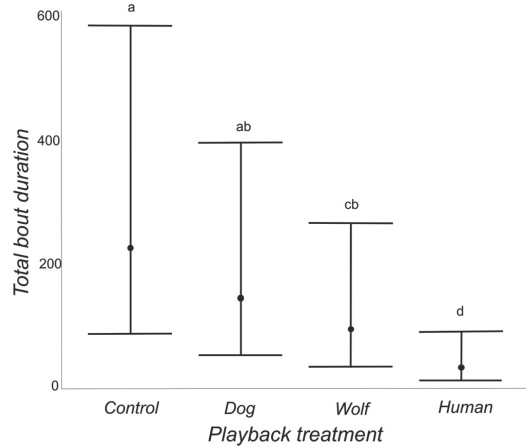 a
600
ab
400
cb
200
d
0
Total bout duration
Control Dog Wolf Human
Playback treatment